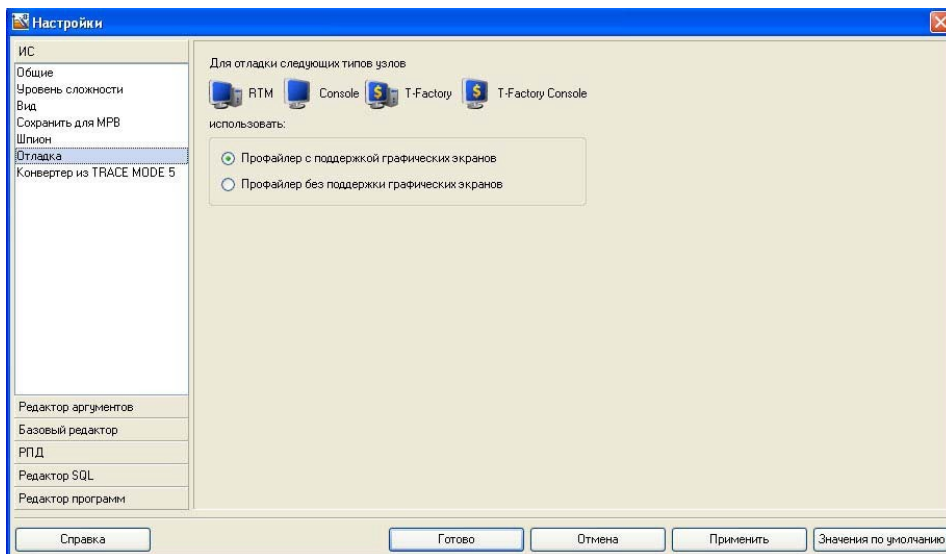 Настройки
ИС
Общие
Уровень сложности
Вид
Сохранить для МРВ
Шпион
Отладка
Конвертер из TRACE MODE 5
Редактор аргументов
Базовый редактор
РПД
Редактор SQL
Редактор программ
Для отладки следующих типов узлов
RTM Console T-Factory T-Factory Console
использовать:
Профайлер с поддержкой графических экранов
Профайлер без поддержки графических экранов
Справка Готово Отмена Применить Значения по умолчанию